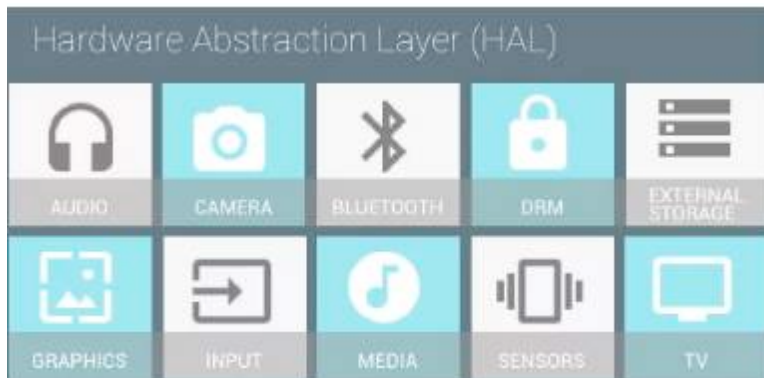 Hardware Abstraction Layer (HAL)
AUDIO
CAMERA
BLUETOOTH
DRM
EXTERNAL
STORAGE
GRAPHICS
INPUT
MEDIA
SENSORS
TV